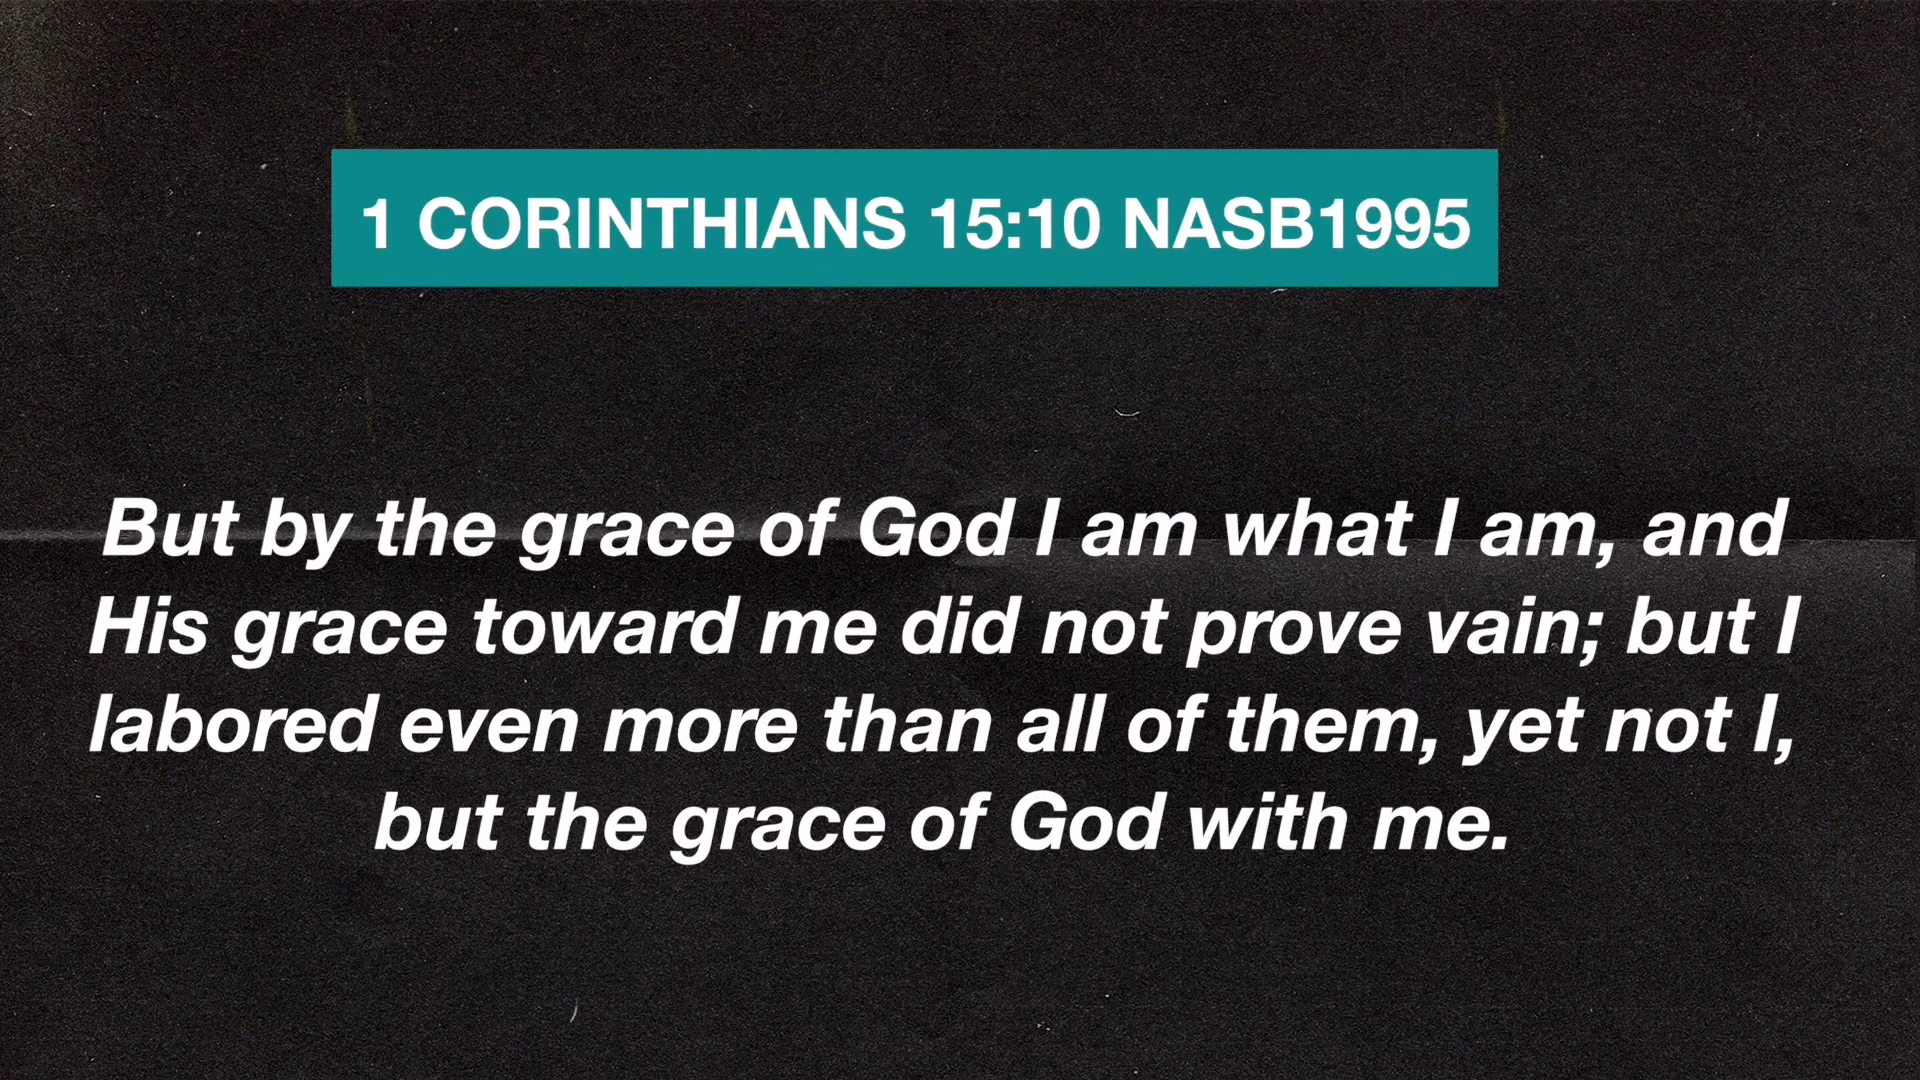 1 CORINTHIANS 15:10 NASB1995
But by the grace of God I am what I am, and
His grace toward me did not prove vain; but I
labored even more than all of them, yet not I,
but the grace of God with me.